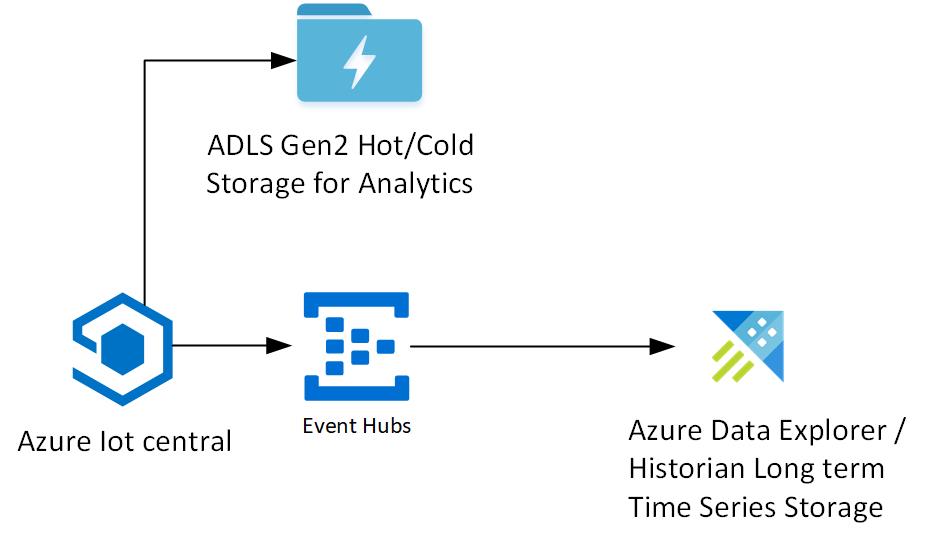 ADLS Gen2 Hot/Cold
Storage for Analytics
Azure Iot central
Event Hubs
Azure Data Explorer /
Historian Long term
Time Series Storage